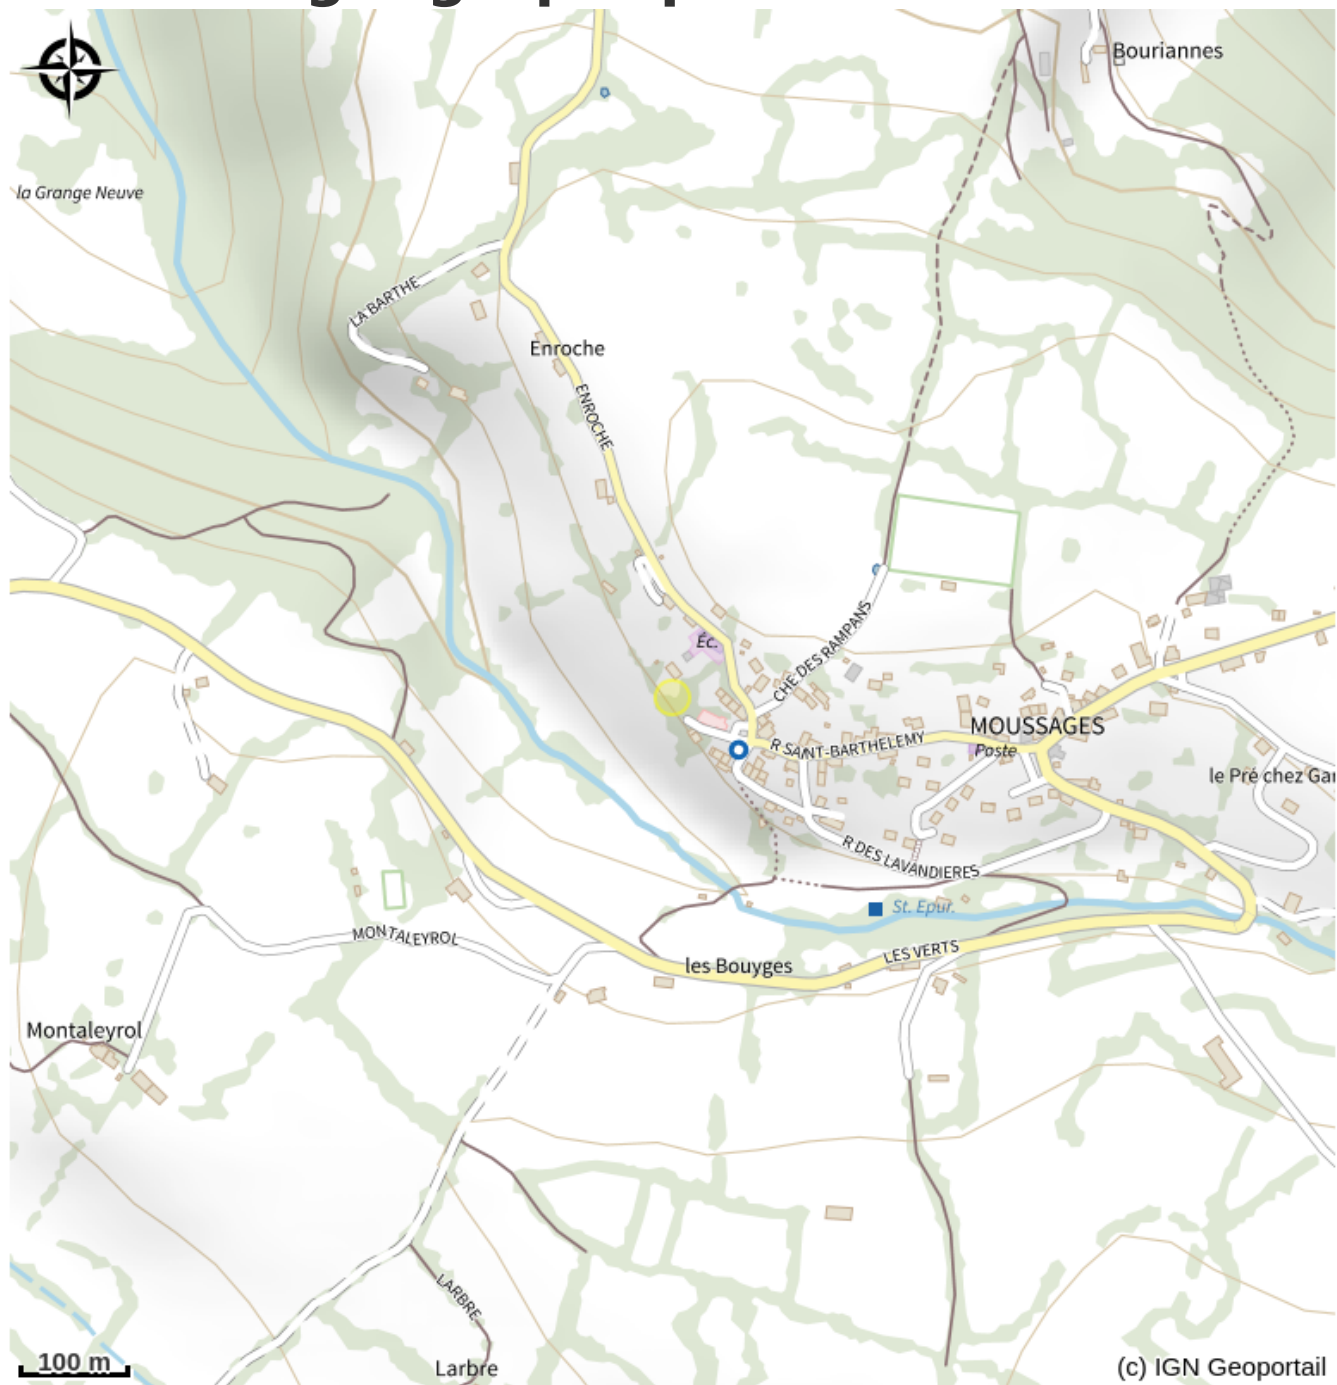 Bouriannes
la Grange Neuve
LA BARTHE
Enroche
ENROCHE
Éc.
CHE DES RAMPANS
MOUSSAGES
R SAINT-BARTHELEMY
Poste
le Pré chez Gar
R DES LAVANDIERES
St. Epur.
MONTALEYROL
LES VERTS
les Bouyges
Montaleyrol
LARBRE
100 m
Larbre
(c) IGN Geoportail